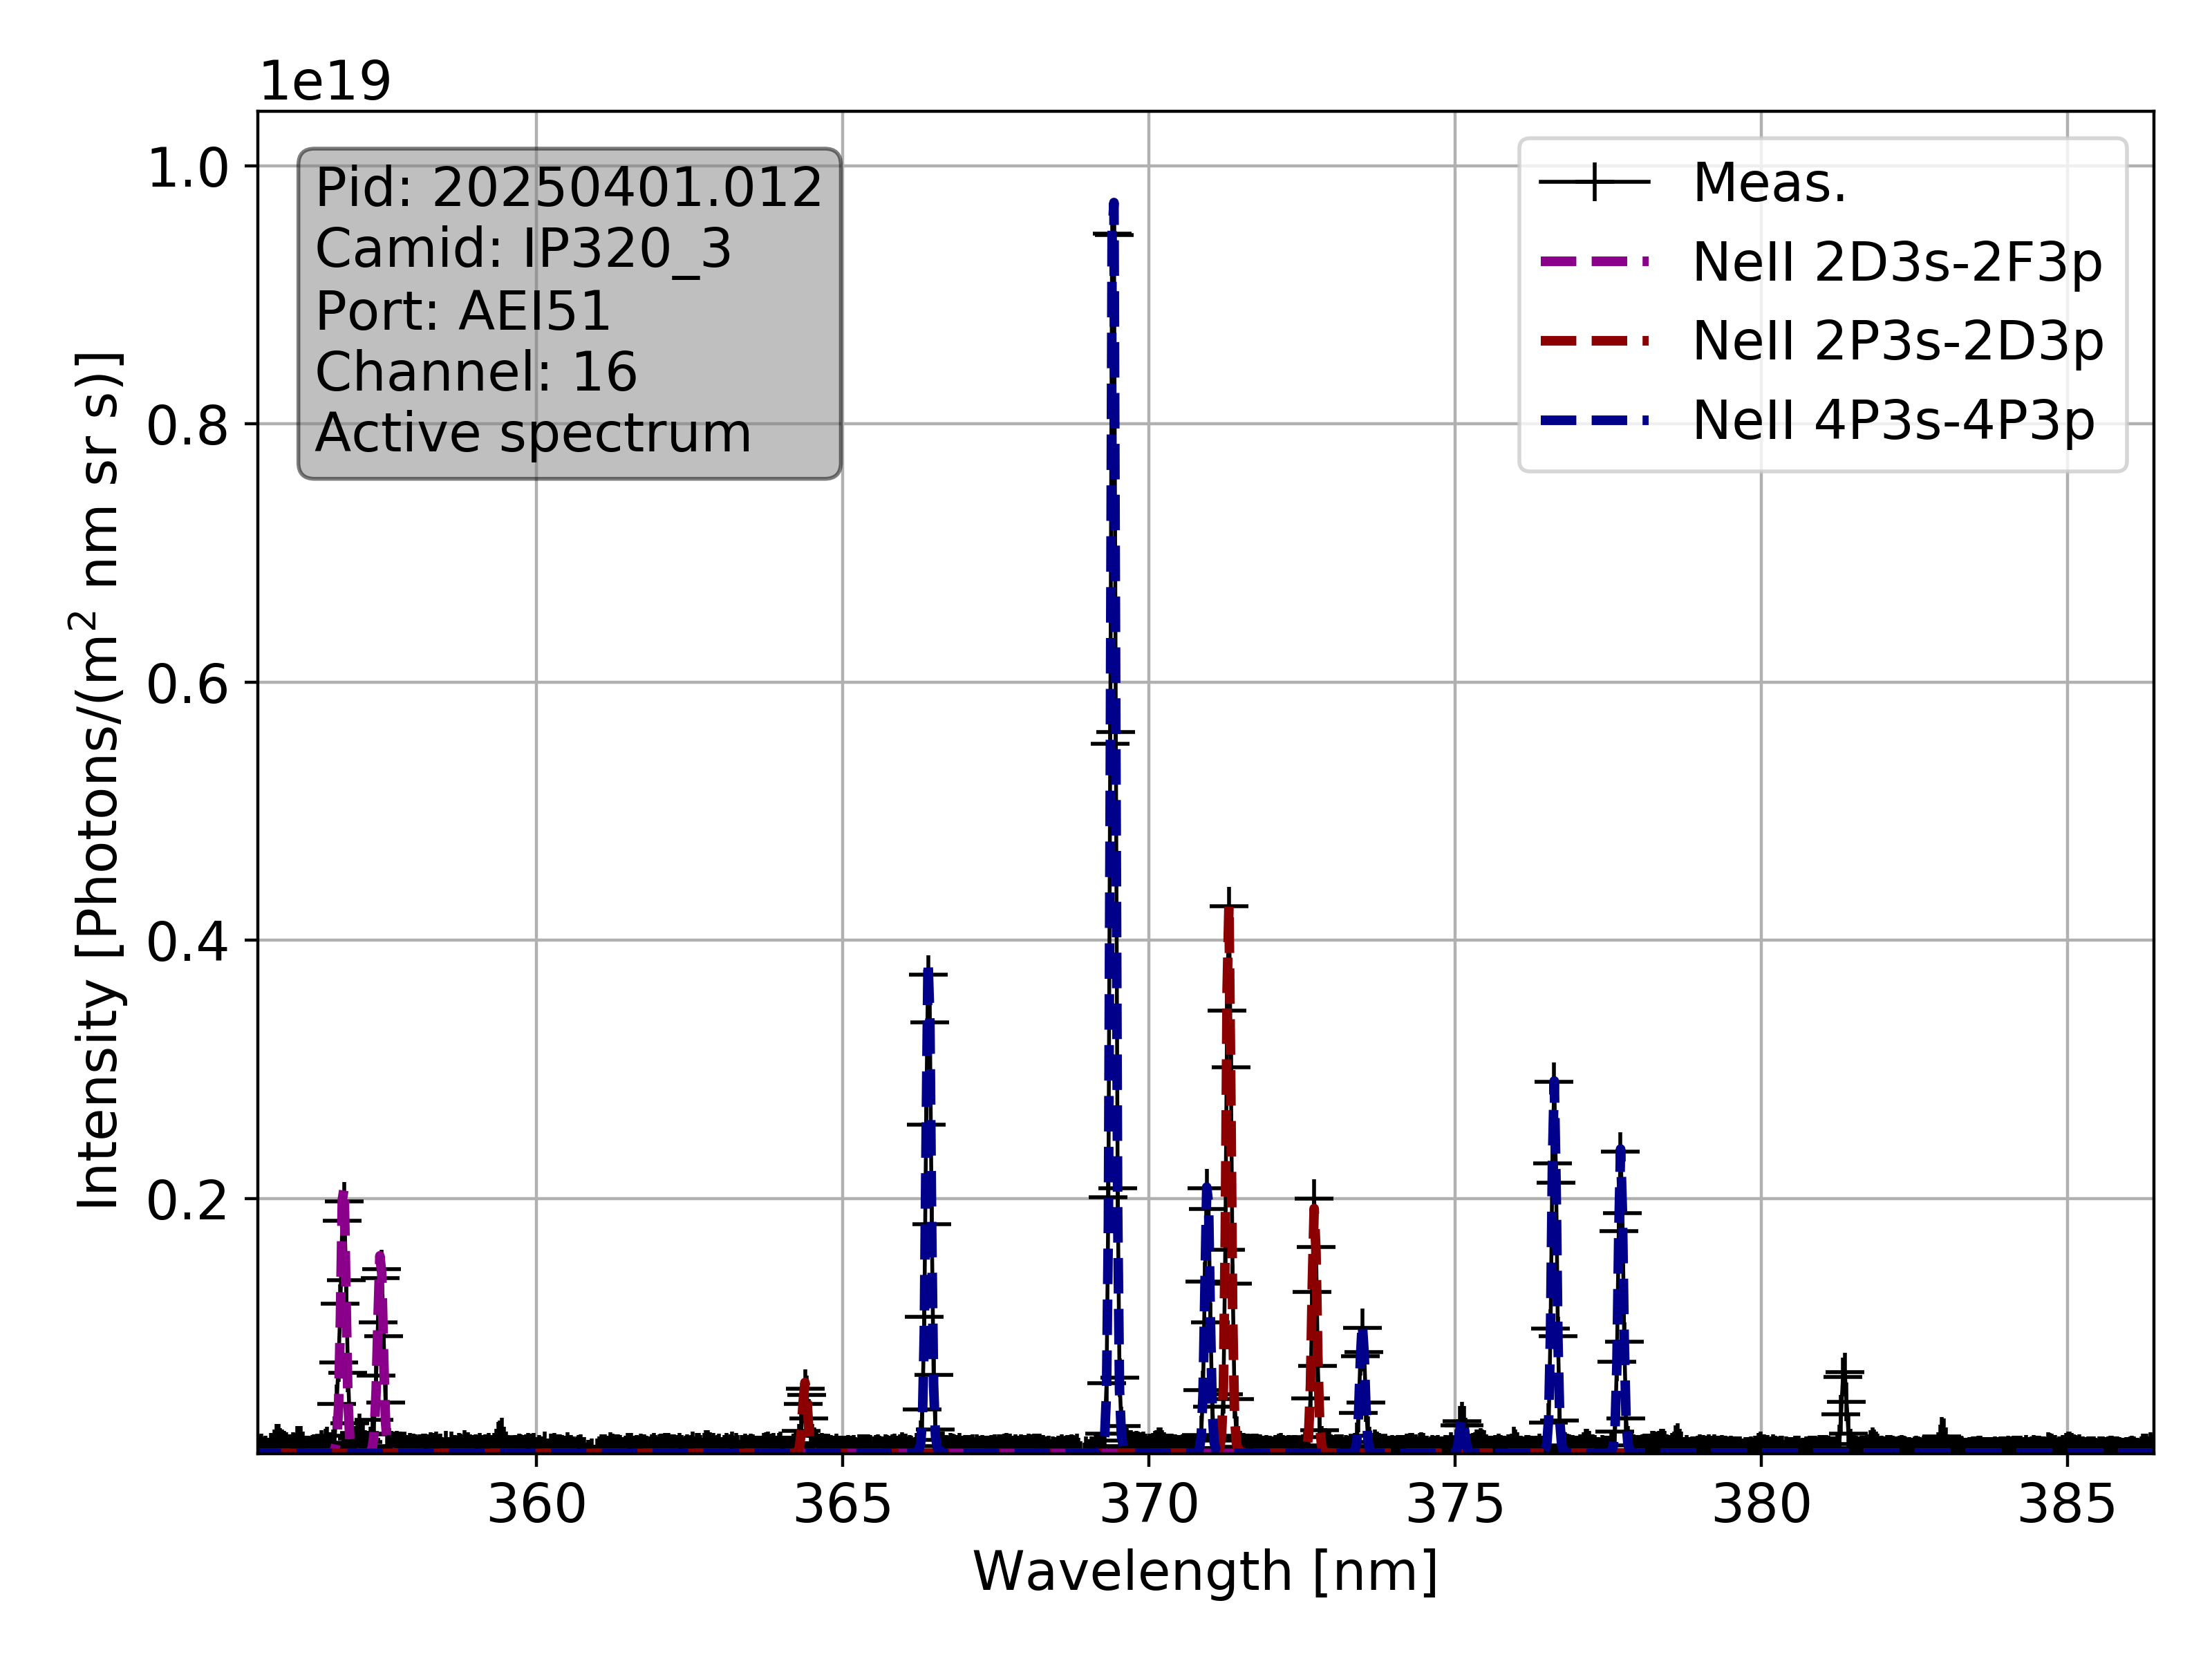 1e19
1.0
0.8
0.6
0.4
0.2
Intensity [Photons/(m² nm sr s)]
Pid: 20250401.012
Camid: IP320_3
Port: AEI51
Channel: 16
Active spectrum
Meas.
NeII 2D3s-2F3p
NeII 2P3s-2D3p
NeII 4P3s-4P3p
360 365 370 375 380 385
Wavelength [nm]